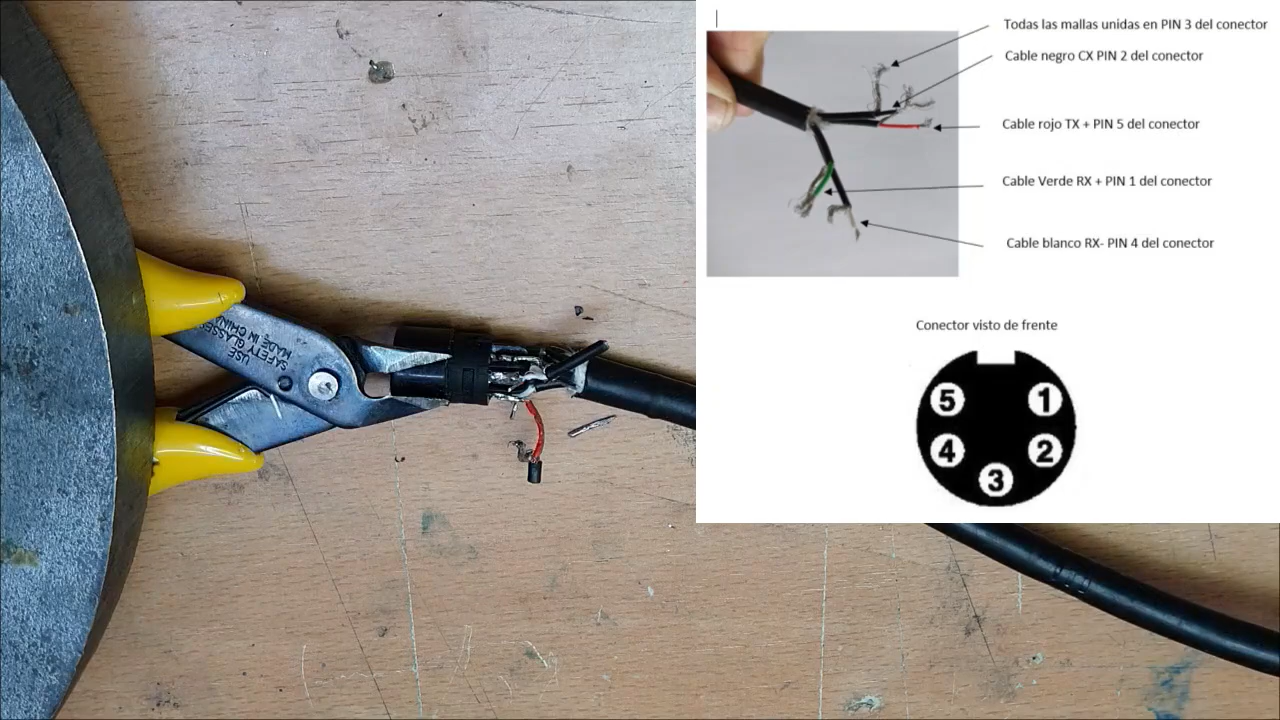 Todas las mallas unidas en PIN 3 del conector
Cable negro CX PIN 2 del conector
Cable rojo TX + PIN 5 del conector
Cable Verde RX + PIN 1 del conector
Cable blanco RX- PIN 4 del conector
Conector visto de frente
5 1
4 2
3
USE
SAFETY GLASSES
MADE IN CHINA